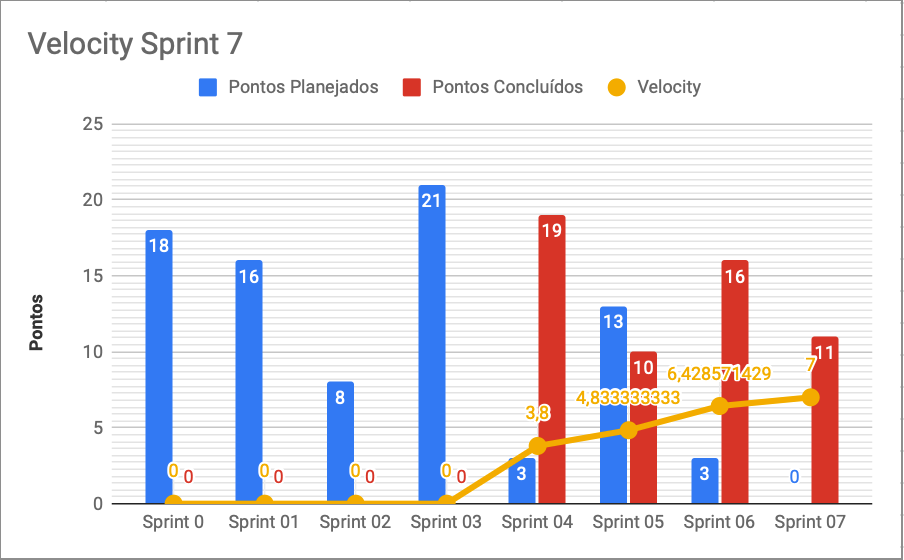 Velocity Sprint 7
Pontos Planejados Pontos Concluídos Velocity
Pontos
25
20
15
10
5
0
18 0 0
16 0 0
8 0 0
21 0 0
3 19 3,8
13 10 4,833333333
3 16 6,428571429
0 11 7
Sprint 0 Sprint 01 Sprint 02 Sprint 03 Sprint 04 Sprint 05 Sprint 06 Sprint 07